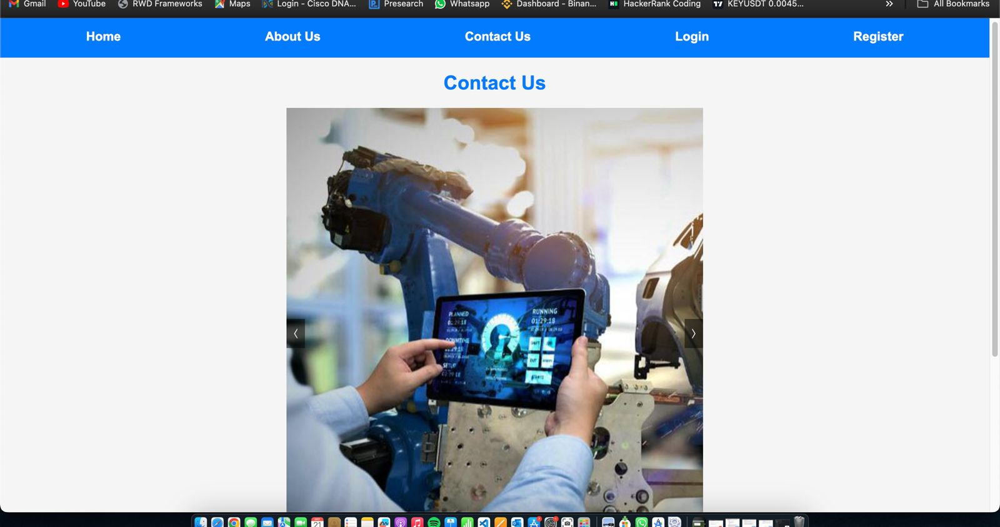 Gmail YouTube RWD Frameworks Maps Login - Cisco DNA... Presearch Whatsapp Dashboard - Binan... HackerRank Coding KEYUSDT 0.0045... All Bookmarks
Home About Us Contact Us Login Register
Contact Us
PLANNED RUNNING
01:29:18 01:29:18
DOWNTIME
SETUP
OCT
21